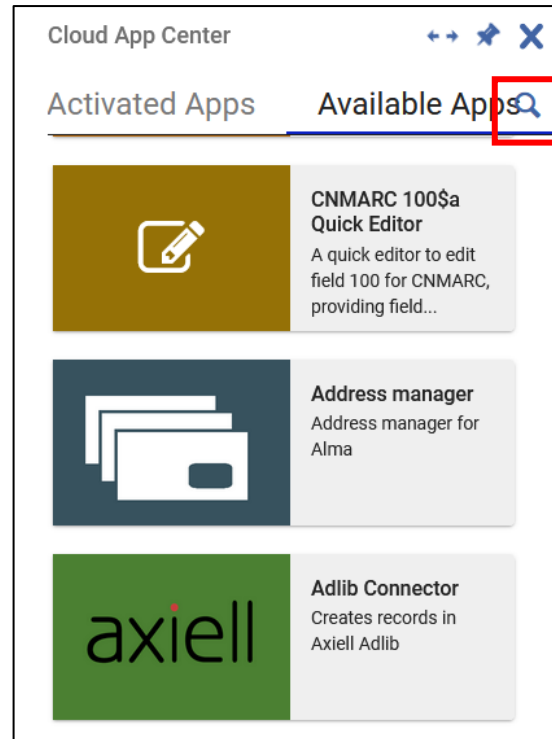 Cloud App Center
Activated Apps
Available Apps
CNMARC 100$a
Quick Editor
A quick editor to edit
field 100 for CNMARC,
providing field...
Address manager
Address manager for
Alma
axiell
Adlib Connector
Creates records in
Axiell Adlib